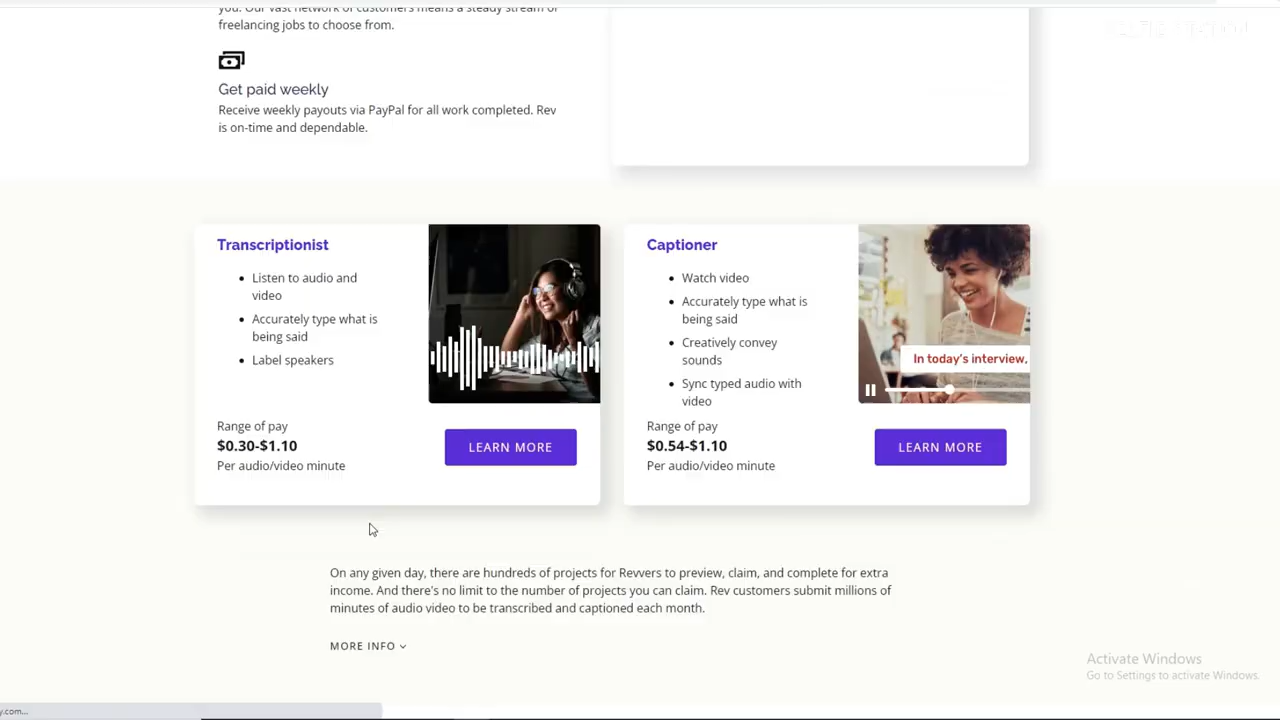 you. Our vast network of customers means a steady stream of
freelancing jobs to choose from.
Get paid weekly
Receive weekly payouts via PayPal for all work completed. Rev
is on-time and dependable.
Transcriptionist
Listen to audio and
video
Accurately type what is
being said
Label speakers
Range of pay
$0.30-$1.10
Per audio/video minute
LEARN MORE
Captioner
Watch video
Accurately type what is
being said
Creatively convey
sounds
Sync typed audio with
video
In today's interview,
Range of pay
$0.54-$1.10
Per audio/video minute
LEARN MORE
On any given day, there are hundreds of projects for Revvers to preview, claim, and complete for extra
income. And there's no limit to the number of projects you can claim. Rev customers submit millions of
minutes of audio video to be transcribed and captioned each month.
MORE INFO
Activate Windows
Go to Settings to activate Windows.
y.com...